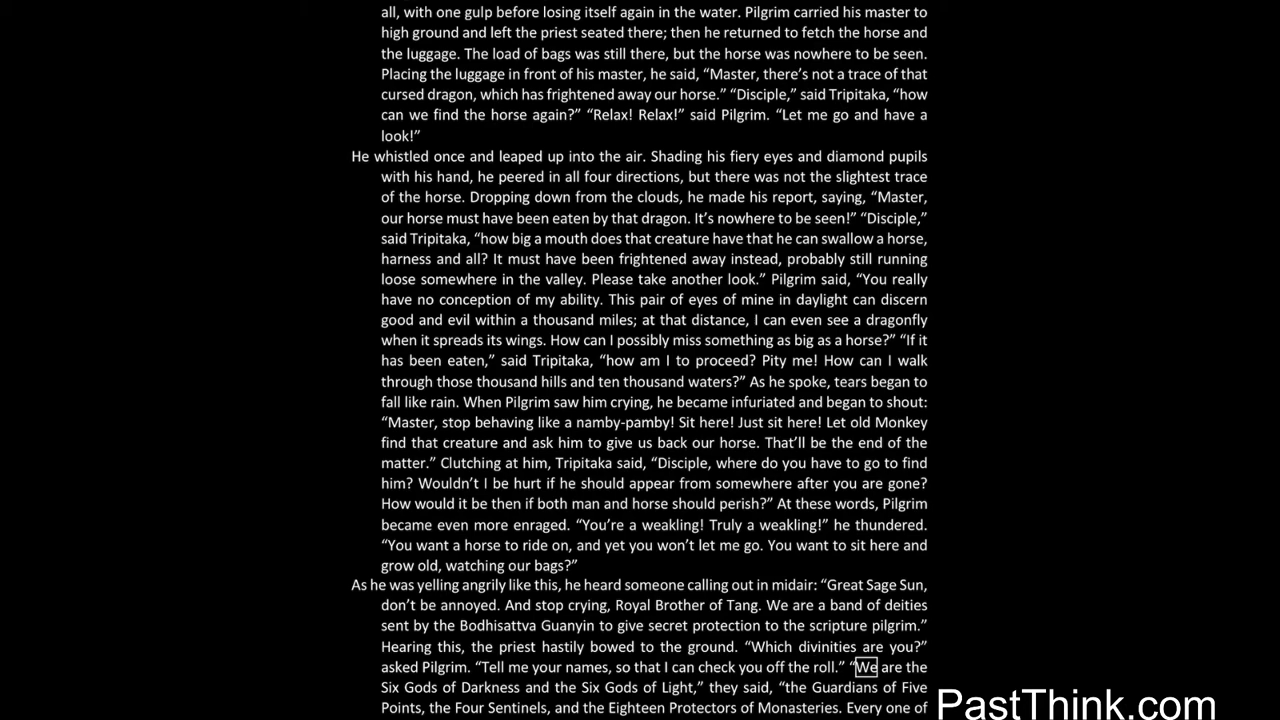 all, with one gulp before losing itself again in the water. Pilgrim carried his master to
high ground and left the priest seated there; then he returned to fetch the horse and
the luggage. The load of bags was still there, but the horse was nowhere to be seen.
Placing the luggage in front of his master, he said, “Master, there’s not a trace of that
cursed dragon, which has frightened away our horse.” “Disciple,” said Tripitaka, “how
can we find the horse again?” “Relax! Relax!” said Pilgrim. “Let me go and have a
look!”
He whistled once and leaped up into the air. Shading his fiery eyes and diamond pupils
with his hand, he peered in all four directions, but there was not the slightest trace
of the horse. Dropping down from the clouds, he made his report, saying, “Master,
our horse must have been eaten by that dragon. It’s nowhere to be seen!” “Disciple,”
said Tripitaka, “how big a mouth does that creature have that he can swallow a horse,
harness and all? It must have been frightened away instead, probably still running
loose somewhere in the valley. Please take another look.” Pilgrim said, “You really
have no conception of my ability. This pair of eyes of mine in daylight can discern
good and evil within a thousand miles; at that distance, I can even see a dragonfly
when it spreads its wings. How can I possibly miss something as big as a horse?” “If it
has been eaten,” said Tripitaka, “how am I to proceed? Pity me! How can I walk
through those thousand hills and ten thousand waters?” As he spoke, tears began to
fall like rain. When Pilgrim saw him crying, he became infuriated and began to shout:
“Master, stop behaving like a namby-pamby! Sit here! Just sit here! Let old Monkey
find that creature and ask him to give us back our horse. That’ll be the end of the
matter.” Clutching at him, Tripitaka said, “Disciple, where do you have to go to find
him? Wouldn’t I be hurt if he should appear from somewhere after you are gone?
How would it be then if both man and horse should perish?” At these words, Pilgrim
became even more enraged. “You’re a weakling! Truly a weakling!” he thundered.
“You want a horse to ride on, and yet you won’t let me go. You want to sit here and
grow old, watching our bags?”
As he was yelling angrily like this, he heard someone calling out in midair: “Great Sage Sun,
don’t be annoyed. And stop crying, Royal Brother of Tang. We are a band of deities
sent by the Bodhisattva Guanyin to give secret protection to the scripture pilgrim.”
Hearing this, the priest hastily bowed to the ground. “Which divinities are you?”
asked Pilgrim. “Tell me your names, so that I can check you off the roll.” “We are the
Six Gods of Darkness and the Six Gods of Light,” they said, “the Guardians of Five
Points, the Four Sentinels, and the Eighteen Protectors of Monasteries. Every one of
PastThink.com